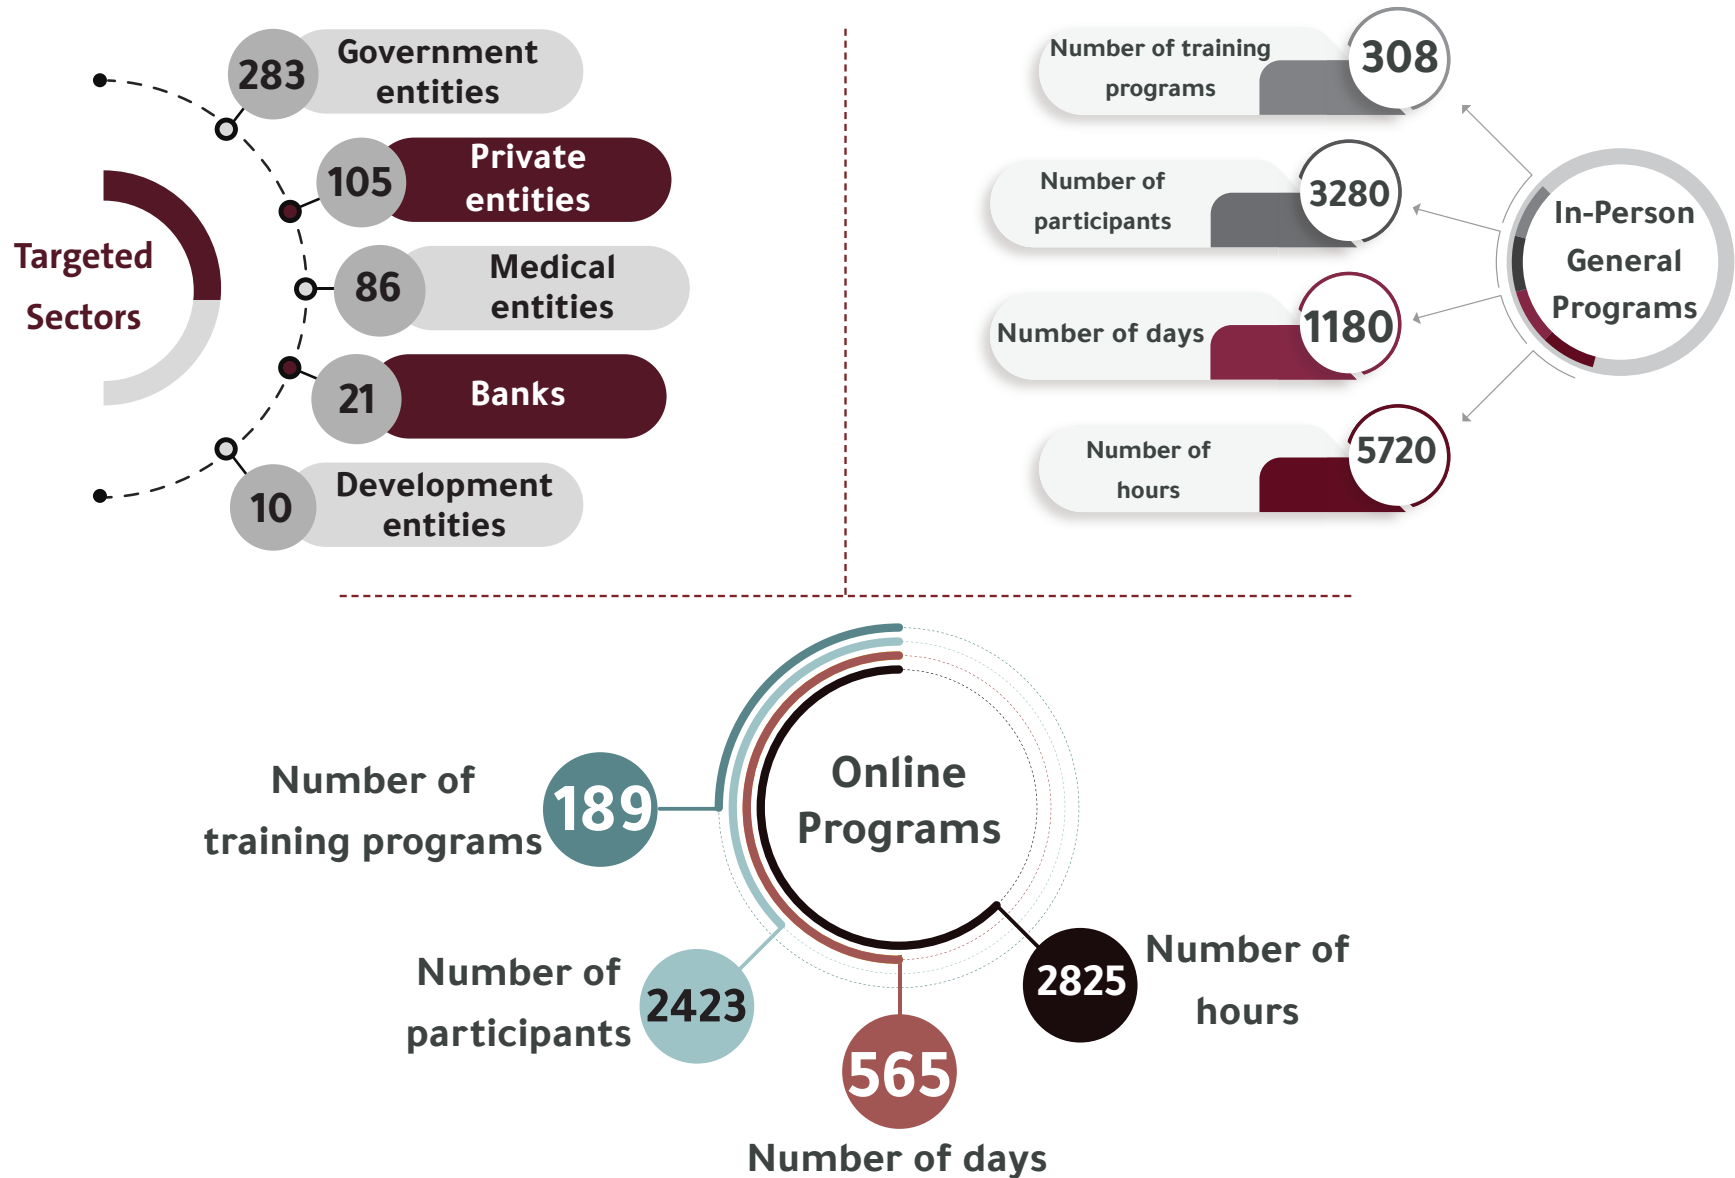 Targeted
Sectors
283
Government
entities
105
Private
entities
86
Medical
entities
21
Banks
10
Development
entities
In-Person
General
Programs
Number of training
programs
308
Number of
participants
3280
Number of days
1180
Number of
hours
5720
Online
Programs
Number of
training programs
189
Number of
participants
2423
565
Number of days
2825
Number of
hours